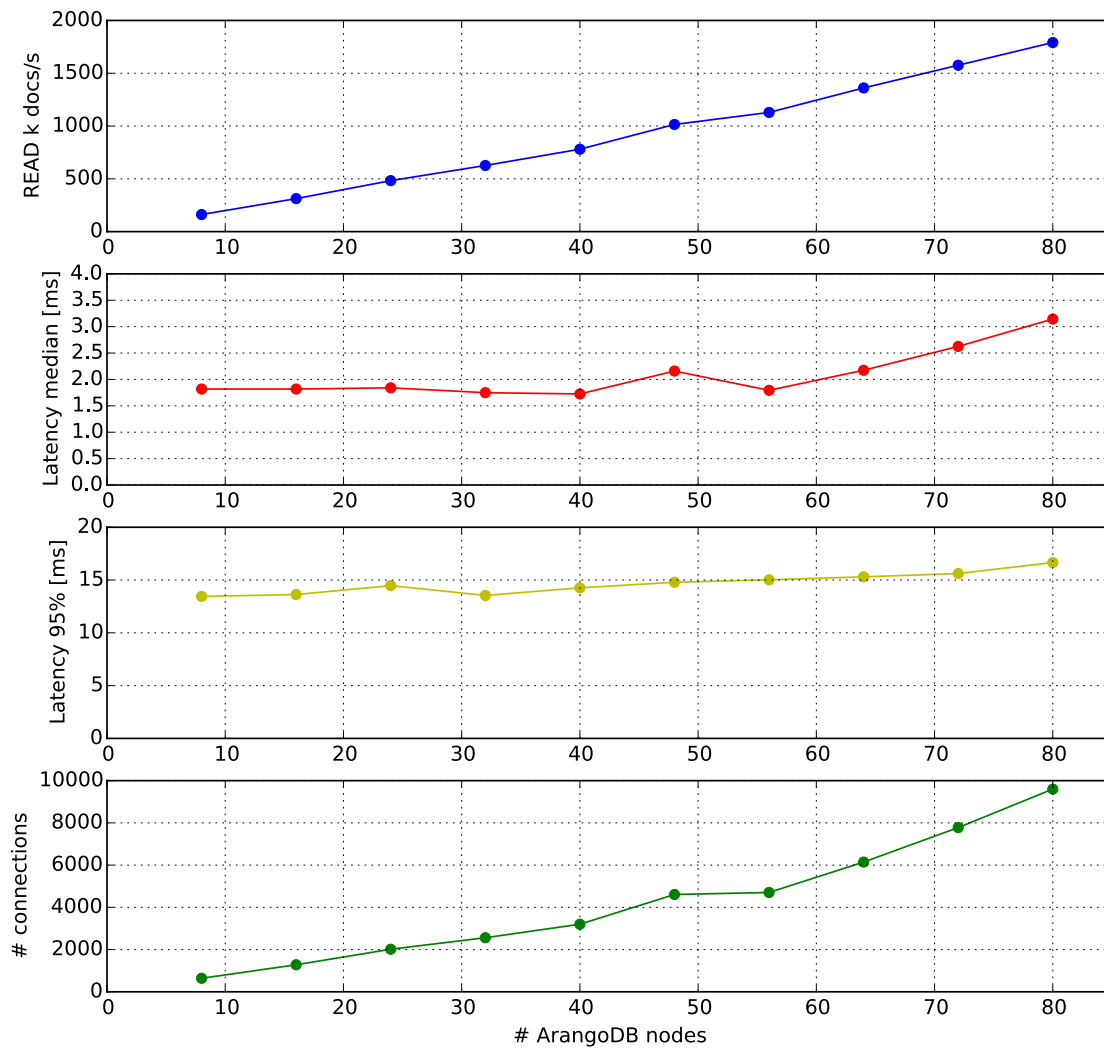 READ k docs/s
2000
1500
1000
500
0
0 10 20 30 40 50 60 70 80
Latency median [ms]
4.0
3.5
3.0
2.5
2.0
1.5
1.0
0.5
0.0
0 10 20 30 40 50 60 70 80
Latency 95% [ms]
20
15
10
5
0
0 10 20 30 40 50 60 70 80
# connections
10000
8000
6000
4000
2000
0
0 10 20 30 40 50 60 70 80
# ArangoDB nodes